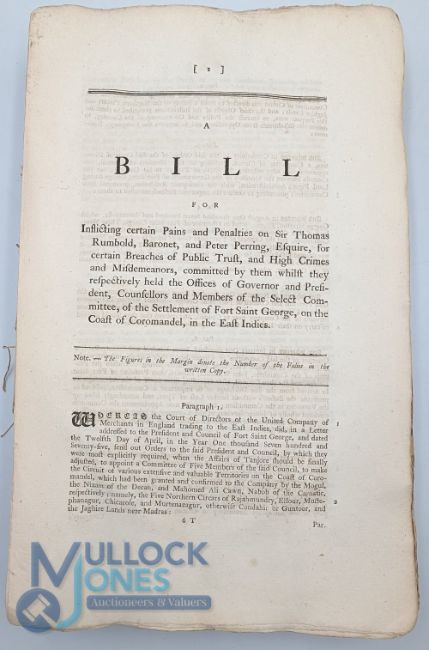 [ 1 ]
A
BILL
FOR
Inflicting certain Pains and Penalties on Sir Thomas
Rumbold, Baronet, and Peter Perring, Esquire, for
certain Breaches of Public Trust, and High Crimes
and Misdemeanors, committed by them whilst they
respectively held the Offices of Governor and Presi-
dent, Counsellors and Members of the Select Com-
mittee, of the Settlement of Fort Saint George, on the
Coast of Coromandel, in the East Indies.
Note. — The Figures in the Margin denote the Number of the Folios in the
written Copy.
Paragraph 1.
WHEREAS the Court of Directors of the United Company of 1
Merchants in England trading to the East Indies, did, in a Letter
addressed to the President and Council of Fort Saint George, and dated
the Twelfth Day of April, in the Year One thousand Seven hundred and
Seventy-five, send out Orders to the said President and Council, by which they
were most explicitly required, when the Affairs of Tanjore should be finally
adjusted, to appoint a Committee of Five Members of the said Council, to make
the Circuit of various extensive and valuable Territories on the Coast of Coro-
mandel, which had been granted and confirmed to the Company by the Mogul,
the Nizam of the Decan, and Mahomed Ali Cawn, Nabob of the Carnatic,
respectively; namely, the Five Northern Circars of Rajahmundry, Ellour, Musta- 2
phanagur, Chicacole, and Murtezanagur, otherwise Condahir or Guntoor, and
the Jaghire Lands near Madras:
6 T Par.
MULLOCK
JONES
Auctioneers & Valuers